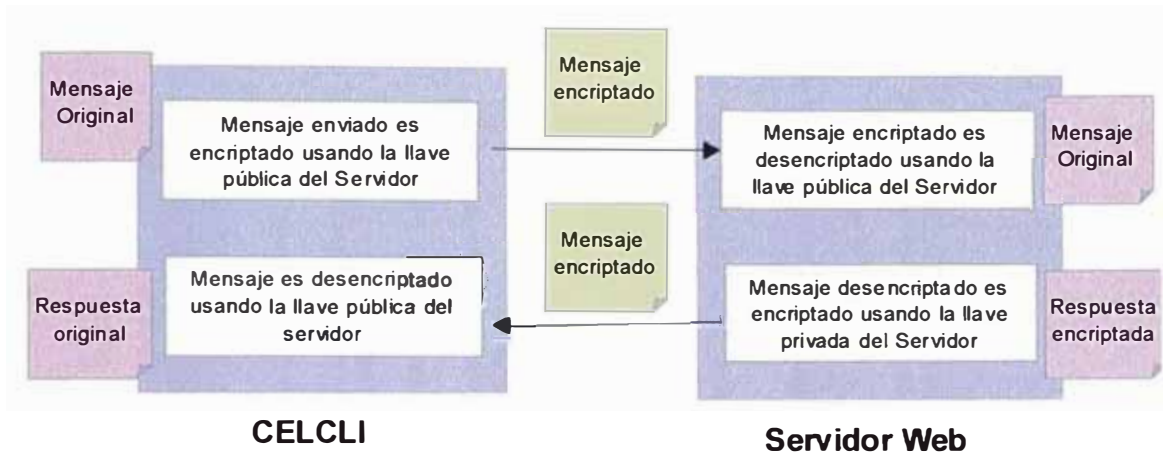 Mensaje
Original
Mensaje enviado es
encriptado usando la llave
pública del Servidor
Mensaje
encriptado
Mensaje encriptado es
desencriptado usando la
llave pública del Servidor
Mensaje
Original
Respuesta
original
Mensaje es desencriptado
usando la llave pública del
servidor
Mensaje
encriptado
Mensaje desencriptado es
encriptado usando la llave
privada del Servidor
Respuesta
encriptada
CELCLI
Servidor Web